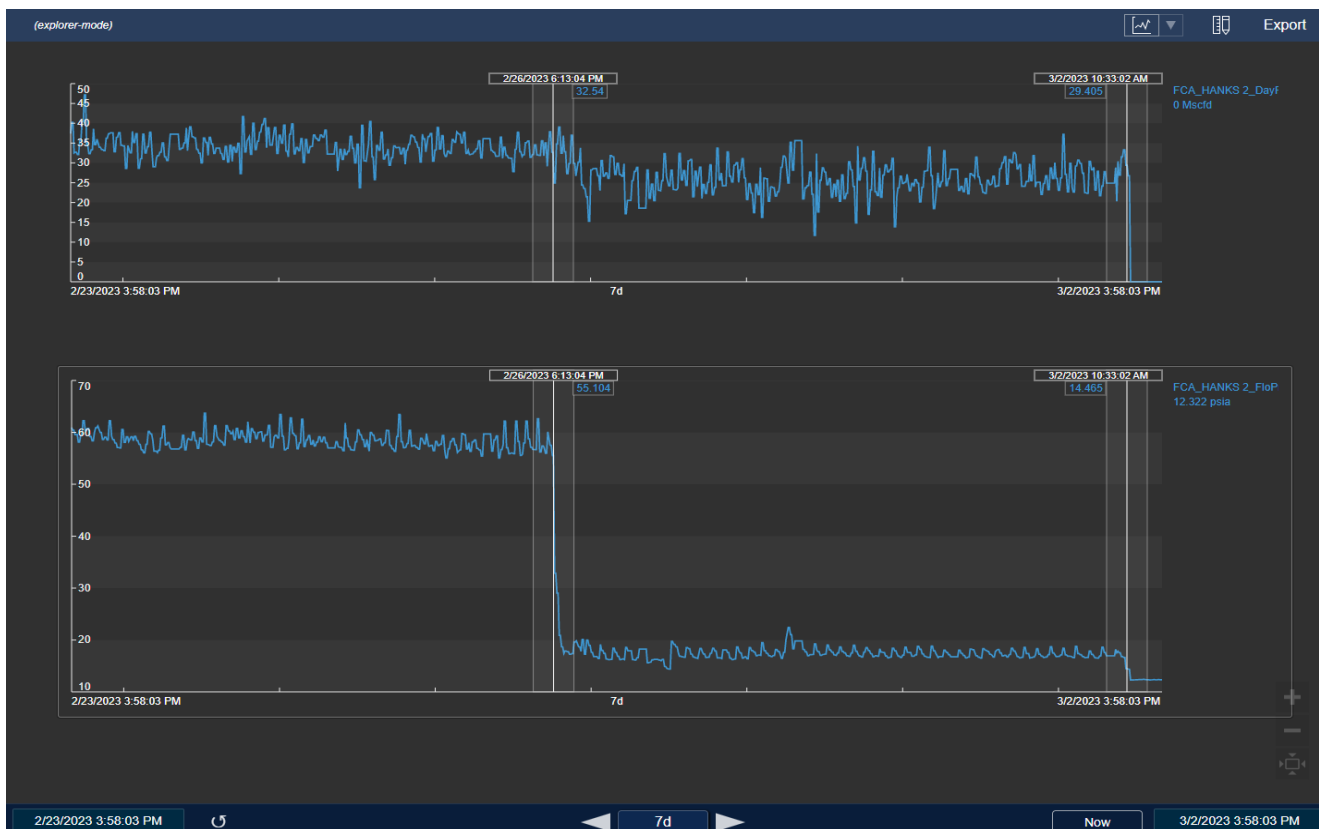 (explorer-mode)
Export
2/26/2023 6:13:04 PM
3/2/2023 10:33:02 AM
32.54
29.405
FCA_HANKS 2_DayF
0 Mscfd
50
45
40
35
30
25
20
15
10
5
0
2/23/2023 3:58:03 PM
7d
3/2/2023 3:58:03 PM
2/26/2023 6:13:04 PM
3/2/2023 10:33:02 AM
55.104
14.465
FCA_HANKS 2_FloP
12.322 psia
70
60
50
40
30
20
10
2/23/2023 3:58:03 PM
7d
3/2/2023 3:58:03 PM
2/23/2023 3:58:03 PM
7d
Now
3/2/2023 3:58:03 PM